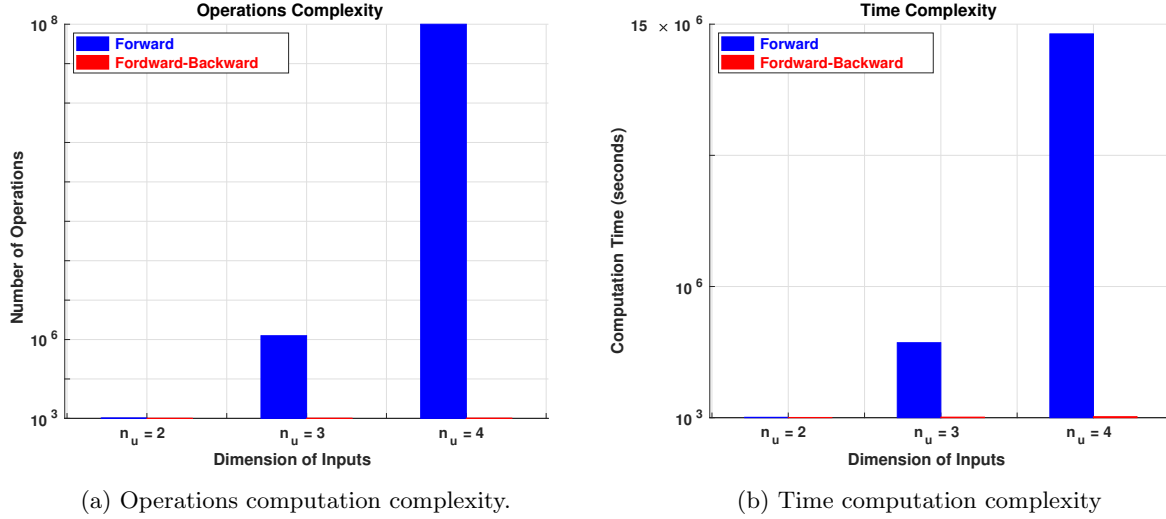 Operations Complexity
10^8
Forward
Fordward-Backward
Number of Operations
10^6
10^3
n_u = 2
n_u = 3
n_u = 4
Dimension of Inputs
(a) Operations computation complexity.
Time Complexity
15 × 10^6
Forward
Fordward-Backward
Computation Time (seconds)
10^6
10^3
n_u = 2
n_u = 3
n_u = 4
Dimension of Inputs
(b) Time computation complexity